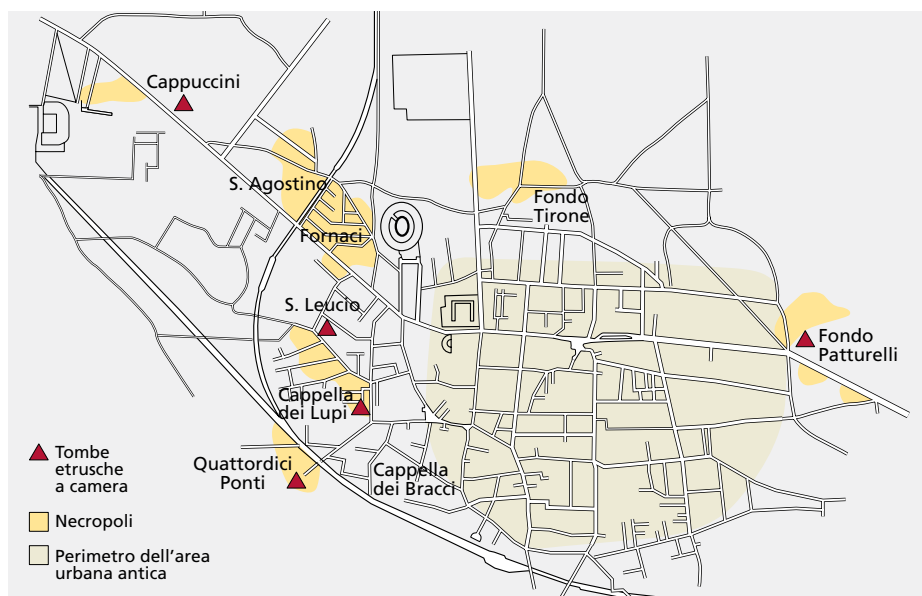 Cappuccini
S. Agostino
Fornaci
Fondo
Tirone
S. Leucio
Fondo
Patturelli
Cappella
dei Lupi
Quattordici
Ponti
Cappella
dei Bracci
Tombe
etrusche
a camera
Necropoli
Perimetro dell'area
urbana antica